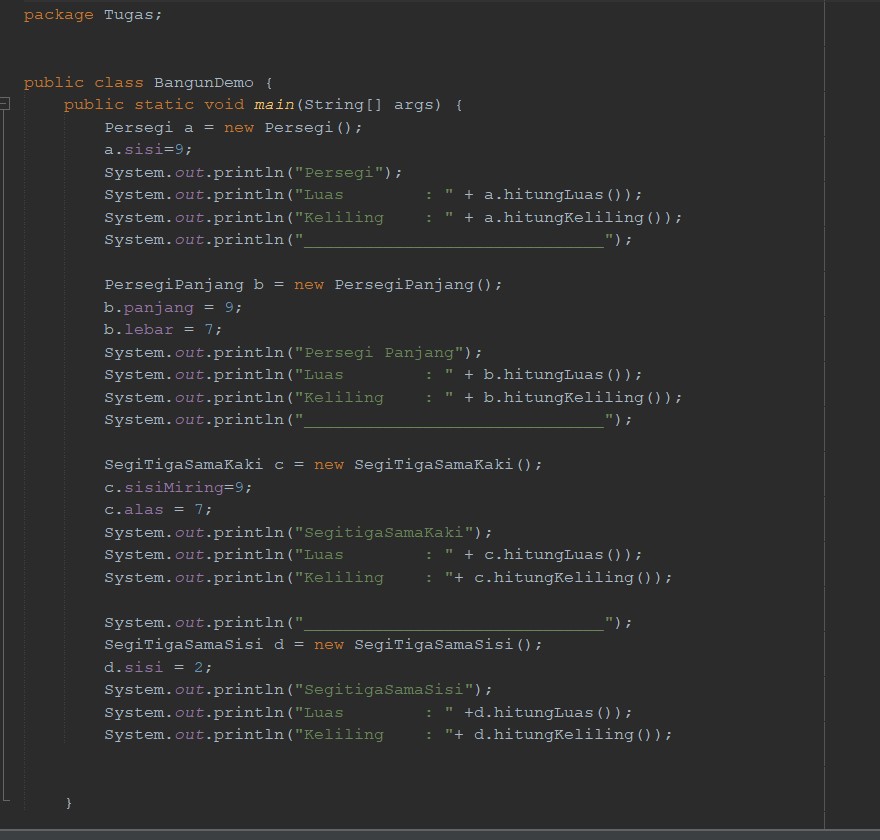 package Tugas;
public class BangunDemo {
    public static void main(String[] args) {
        Persegi a = new Persegi();
        a.sisi=9;
        System.out.println("Persegi");
        System.out.println("Luas        : " + a.hitungLuas());
        System.out.println("Keliling    : " + a.hitungKeliling());
        System.out.println("______________________________");
        PersegiPanjang b = new PersegiPanjang();
        b.panjang = 9;
        b.lebar = 7;
        System.out.println("Persegi Panjang");
        System.out.println("Luas        : " + b.hitungLuas());
        System.out.println("Keliling    : " + b.hitungKeliling());
        System.out.println("______________________________");
        SegiTigaSamaKaki c = new SegiTigaSamaKaki();
        c.sisiMiring=9;
        c.alas = 7;
        System.out.println("SegitigaSamaKaki");
        System.out.println("Luas        : " + c.hitungLuas());
        System.out.println("Keliling    : "+ c.hitungKeliling());
        System.out.println("______________________________");
        SegiTigaSamaSisi d = new SegiTigaSamaSisi();
        d.sisi = 2;
        System.out.println("SegitigaSamaSisi");
        System.out.println("Luas        : " +d.hitungLuas());
        System.out.println("Keliling    : "+ d.hitungKeliling());
    }